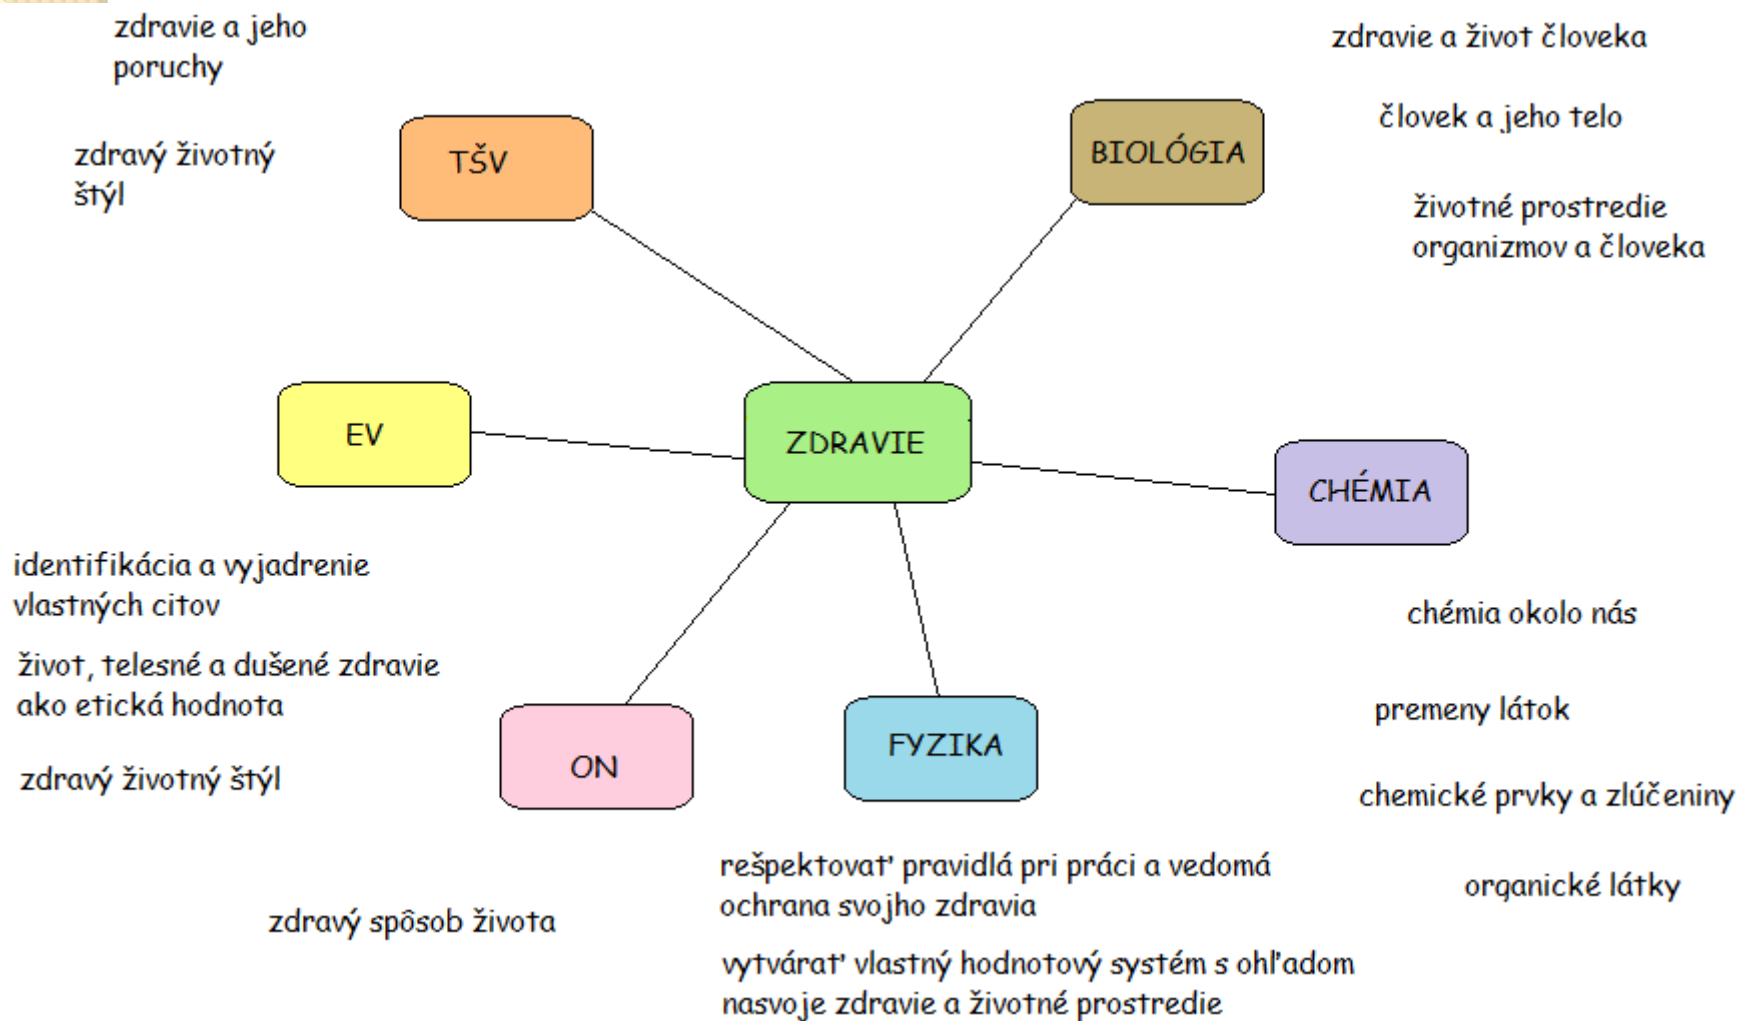 zdravie a jeho
poruchy
zdravý životný
štýl
TŠV
BIOLÓGIA
zdravie a život človeka
človek a jeho telo
životné prostredie
organizmov a človeka
EV
ZDRAVIE
CHÉMIA
identifikácia a vyjadrenie
vlastných citov
život, telesné a dušené zdravie
ako etická hodnota
zdravý životný štýl
ON
FYZIKA
chémia okolo nás
premeny látok
chemické prvky a zlúčeniny
organické látky
zdravý spôsob života
rešpektovať pravidlá pri práci a vedomá
ochrana svojho zdravia
vytvárať vlastný hodnotový systém s ohľadom
nasvoje zdravie a životné prostredie